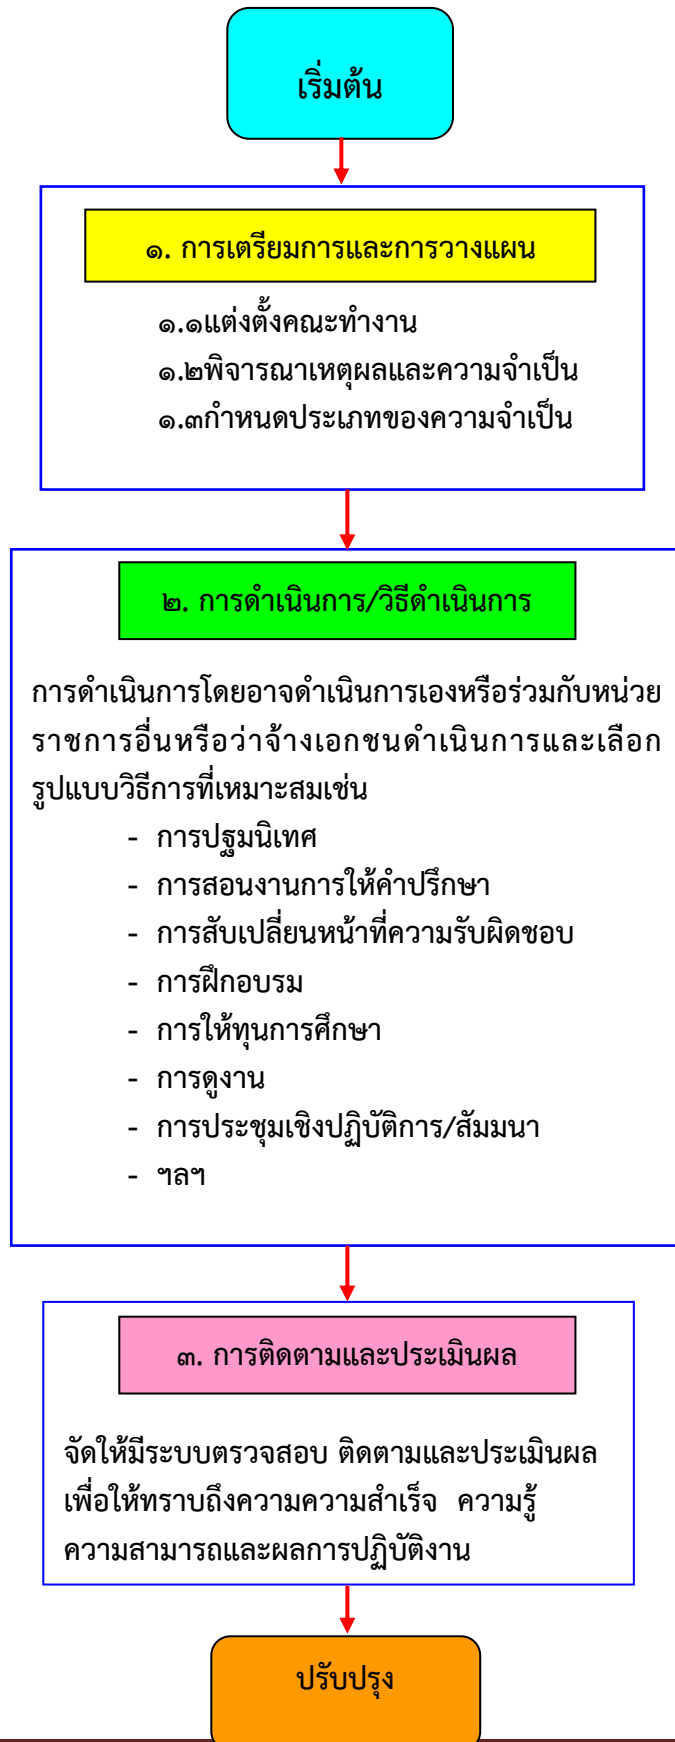 เริ่มต้น
๑. การเตรียมการและการวางแผน
๑.๑แต่งตั้งคณะทำงาน
๑.๒พิจารณาเหตุผลและความจำเป็น
๑.๓กำหนดประเภทของความจำเป็น
๒. การดำเนินการ/วิธีดำเนินการ
การดำเนินการโดยอาจดำเนินการเองหรือร่วมกับหน่วย
ราชการอื่นหรือว่าจ้างเอกชนดำเนินการและเลือก
รูปแบบวิธีการที่เหมาะสมเช่น
- การปฐมนิเทศ
- การสอนงานการให้คำปรึกษา
- การสับเปลี่ยนหน้าที่ความรับผิดชอบ
- การฝึกอบรม
- การให้ทุนการศึกษา
- การดูงาน
- การประชุมเชิงปฏิบัติการ/สัมมนา
- ฯลฯ
๓. การติดตามและประเมินผล
จัดให้มีระบบตรวจสอบ ติดตามและประเมินผล
เพื่อให้ทราบถึงความความสำเร็จ ความรู้
ความสามารถและผลการปฏิบัติงาน
ปรับปรุง